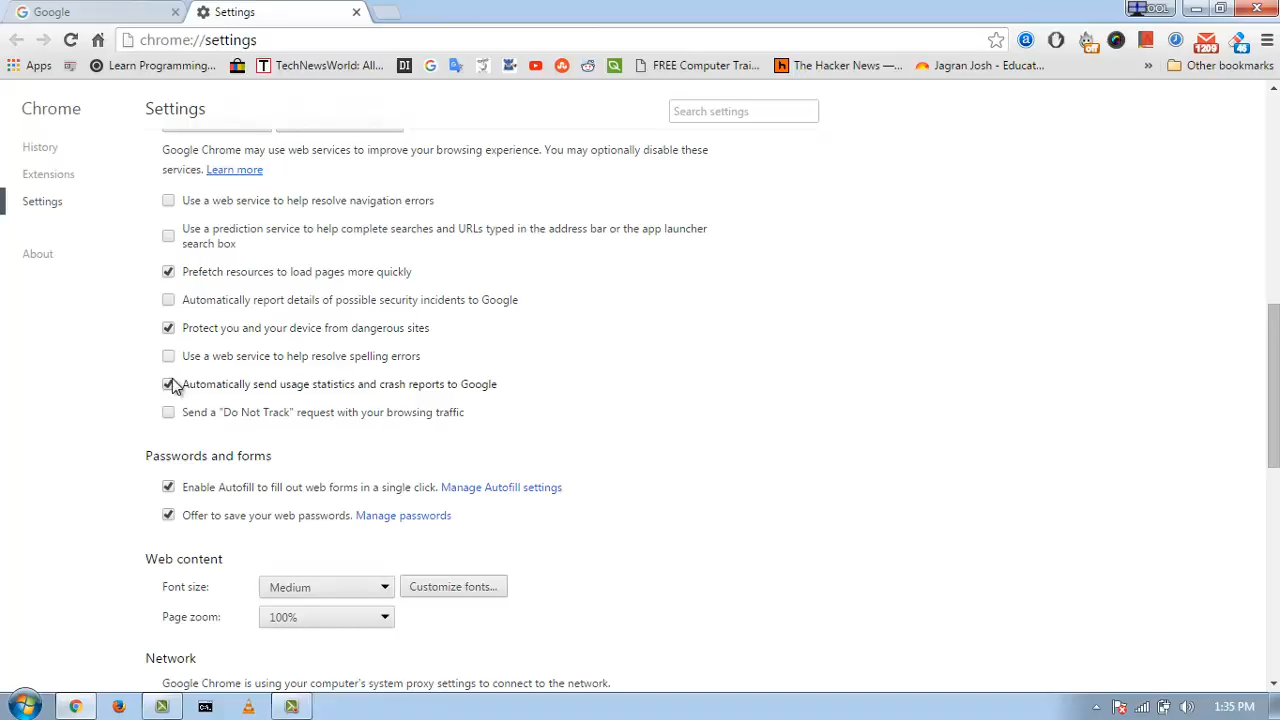 Google
Settings
OOL
chrome://settings
off
1209
45
Apps
Learn Programming...
T TechNewsWorld: All...
DI
G
FREE Computer Trai...
H The Hacker News —...
Jagran Josh - Educat...
»
Other bookmarks
Chrome
History
Extensions
Settings
About
Settings
Search settings
Google Chrome may use web services to improve your browsing experience. You may optionally disable these
services. Learn more
Use a web service to help resolve navigation errors
Use a prediction service to help complete searches and URLs typed in the address bar or the app launcher
search box
Prefetch resources to load pages more quickly
Automatically report details of possible security incidents to Google
Protect you and your device from dangerous sites
Use a web service to help resolve spelling errors
Automatically send usage statistics and crash reports to Google
Send a "Do Not Track" request with your browsing traffic
Passwords and forms
Enable Autofill to fill out web forms in a single click. Manage Autofill settings
Offer to save your web passwords. Manage passwords
Web content
Font size: Medium Customize fonts...
Page zoom: 100%
Network
Google Chrome is using your computer's system proxy settings to connect to the network.
1:35 PM